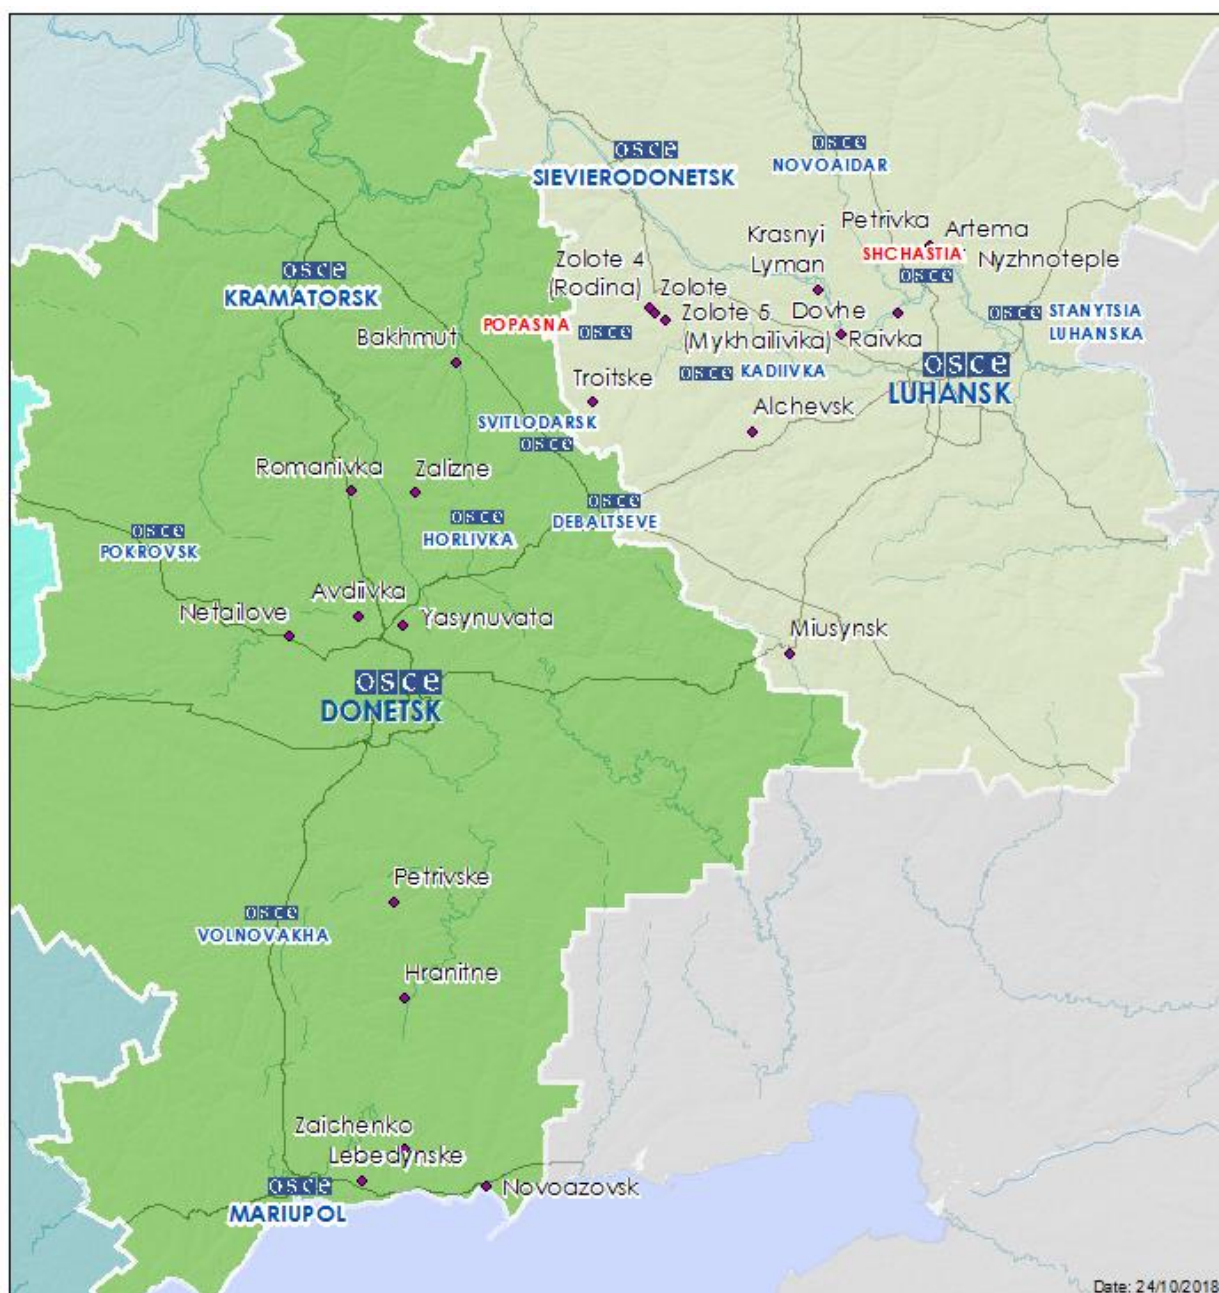 osce
NOVOAIDAR
osce
SIEVIERODONETSK
Petrivka
Artema
Krasnyi
Lyman
SHCHASTIA
Nyzhnoteple
osce
Zolote 4
(Rodina)
Zolote
osce
KRAMATORSK
Zolote 5
(Mykhailivika)
Dovhe
Raivka
osce
STANYTSIA
LUHANSKA
POPASNA
osce
Bakhmut
osce
LUHANSK
osce
KADIIVKA
Troitske
Alchevsk
SVITLODARSK
osce
Romanivka
Zalizne
osce
DEBALTSEVE
osce
HORLIVKA
osce
POKROVSK
Avdiivka
Netailove
Yasynuvata
Miusynsk
osce
DONETSK
Petrivske
osce
VOLNOVAKHA
Hranitne
Zaichenko
Lebedynske
osce
MARIUPOL
Novoazovsk
Date: 24/10/2018